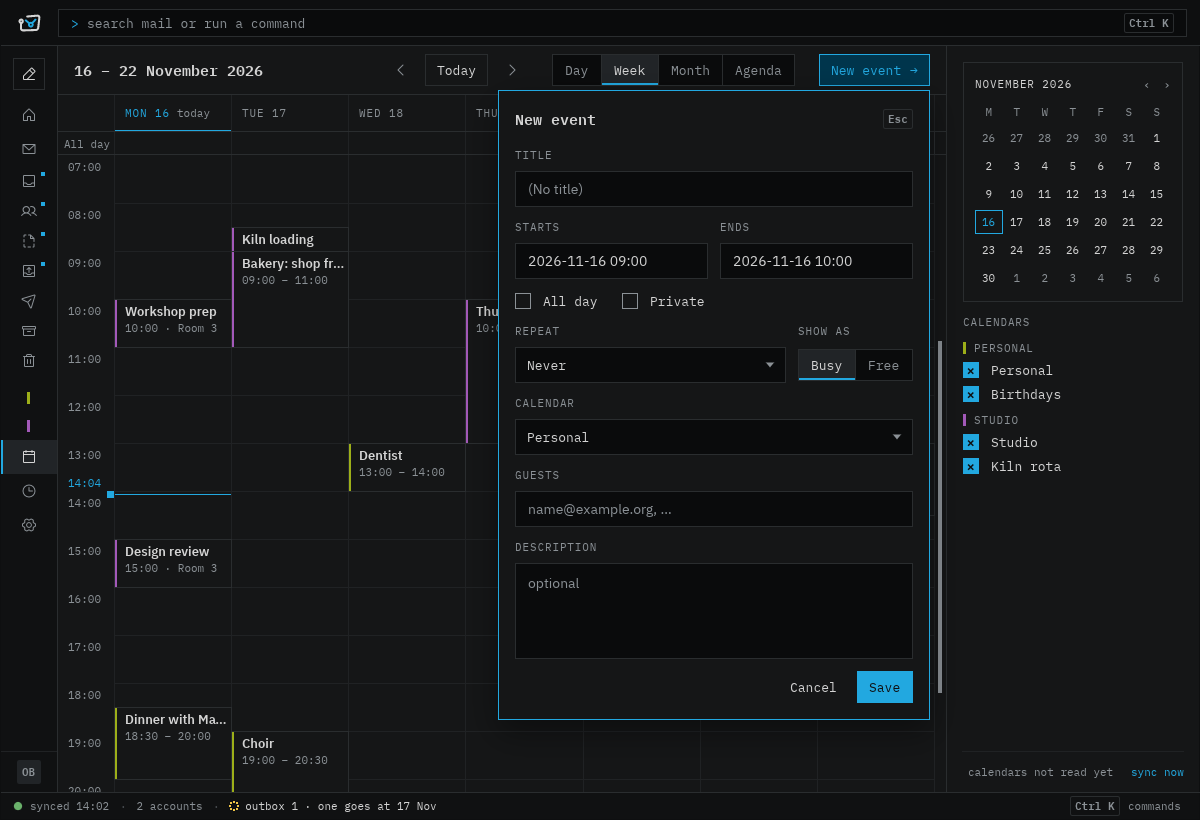 > search mail or run a command Ctrl K
16 – 22 November 2026
Today
Day Week Month Agenda
New event →
MON 16 today TUE 17 WED 18 THU
All day
07:00
08:00
09:00
10:00
11:00
12:00
13:00
14:04
14:00
15:00
16:00
17:00
18:00
19:00
20:00
Workshop prep
10:00 · Room 3
Design review
15:00 · Room 3
Dinner with Ma…
18:30 – 20:00
Kiln loading
Bakery: shop fr…
09:00 – 11:00
Choir
19:00 – 20:30
Dentist
13:00 – 14:00
New event Esc
TITLE
(No title)
STARTS ENDS
2026-11-16 09:00 2026-11-16 10:00
All day Private
REPEAT SHOW AS
Never Busy Free
CALENDAR
Personal
GUESTS
name@example.org, …
DESCRIPTION
optional
Cancel Save
NOVEMBER 2026 ‹ ›
M T W T F S S
26 27 28 29 30 31 1
2 3 4 5 6 7 8
9 10 11 12 13 14 15
16 17 18 19 20 21 22
23 24 25 26 27 28 29
30 1 2 3 4 5 6
CALENDARS
PERSONAL
Personal
Birthdays
STUDIO
Studio
Kiln rota
calendars not read yet sync now
OB
synced 14:02 · 2 accounts · outbox 1 · one goes at 17 Nov
Ctrl K commands